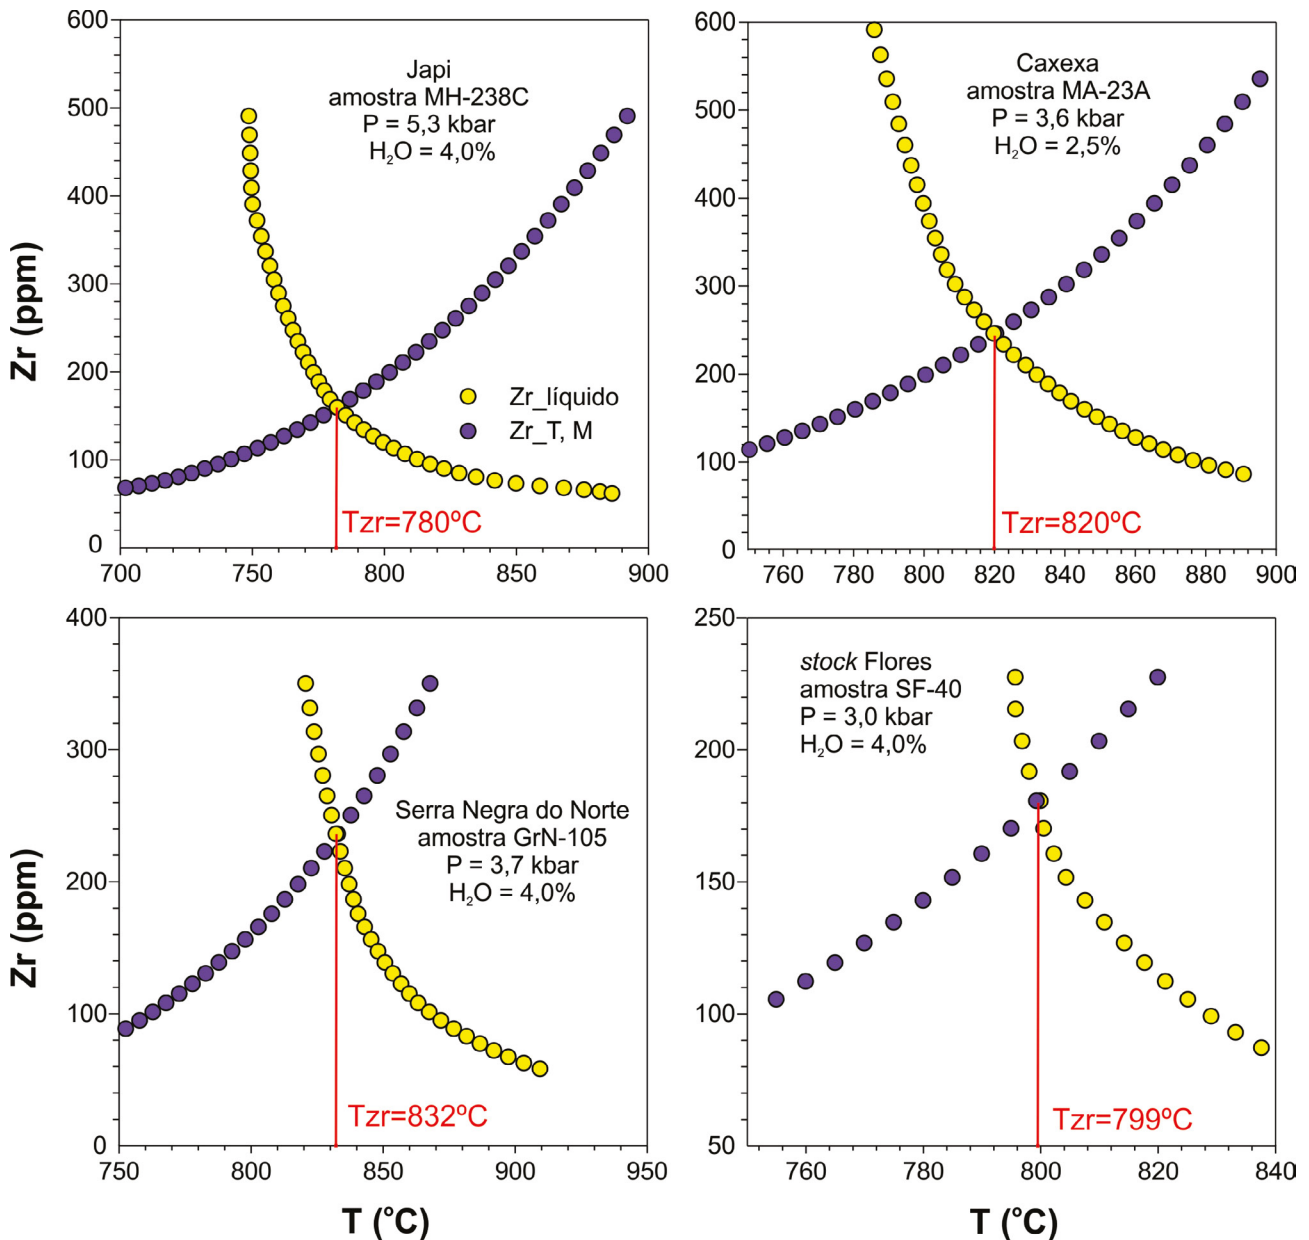 600
500
400
300
200
100
0
Zr (ppm)
Japi
amostra MH-238C
P = 5,3 kbar
H₂O = 4,0%
Zr_líquido
Zr_T, M
Tzr=780ºC
700 750 800 850 900
600
500
400
300
200
100
0
Caxexa
amostra MA-23A
P = 3,6 kbar
H₂O = 2,5%
Tzr=820ºC
760 780 800 820 840 860 880 900
400
300
200
100
0
Zr (ppm)
Serra Negra do Norte
amostra GrN-105
P = 3,7 kbar
H₂O = 4,0%
Tzr=832ºC
750 800 850 900 950
T (°C)
250
200
150
100
50
stock Flores
amostra SF-40
P = 3,0 kbar
H₂O = 4,0%
Tzr=799ºC
760 780 800 820 840
T (°C)